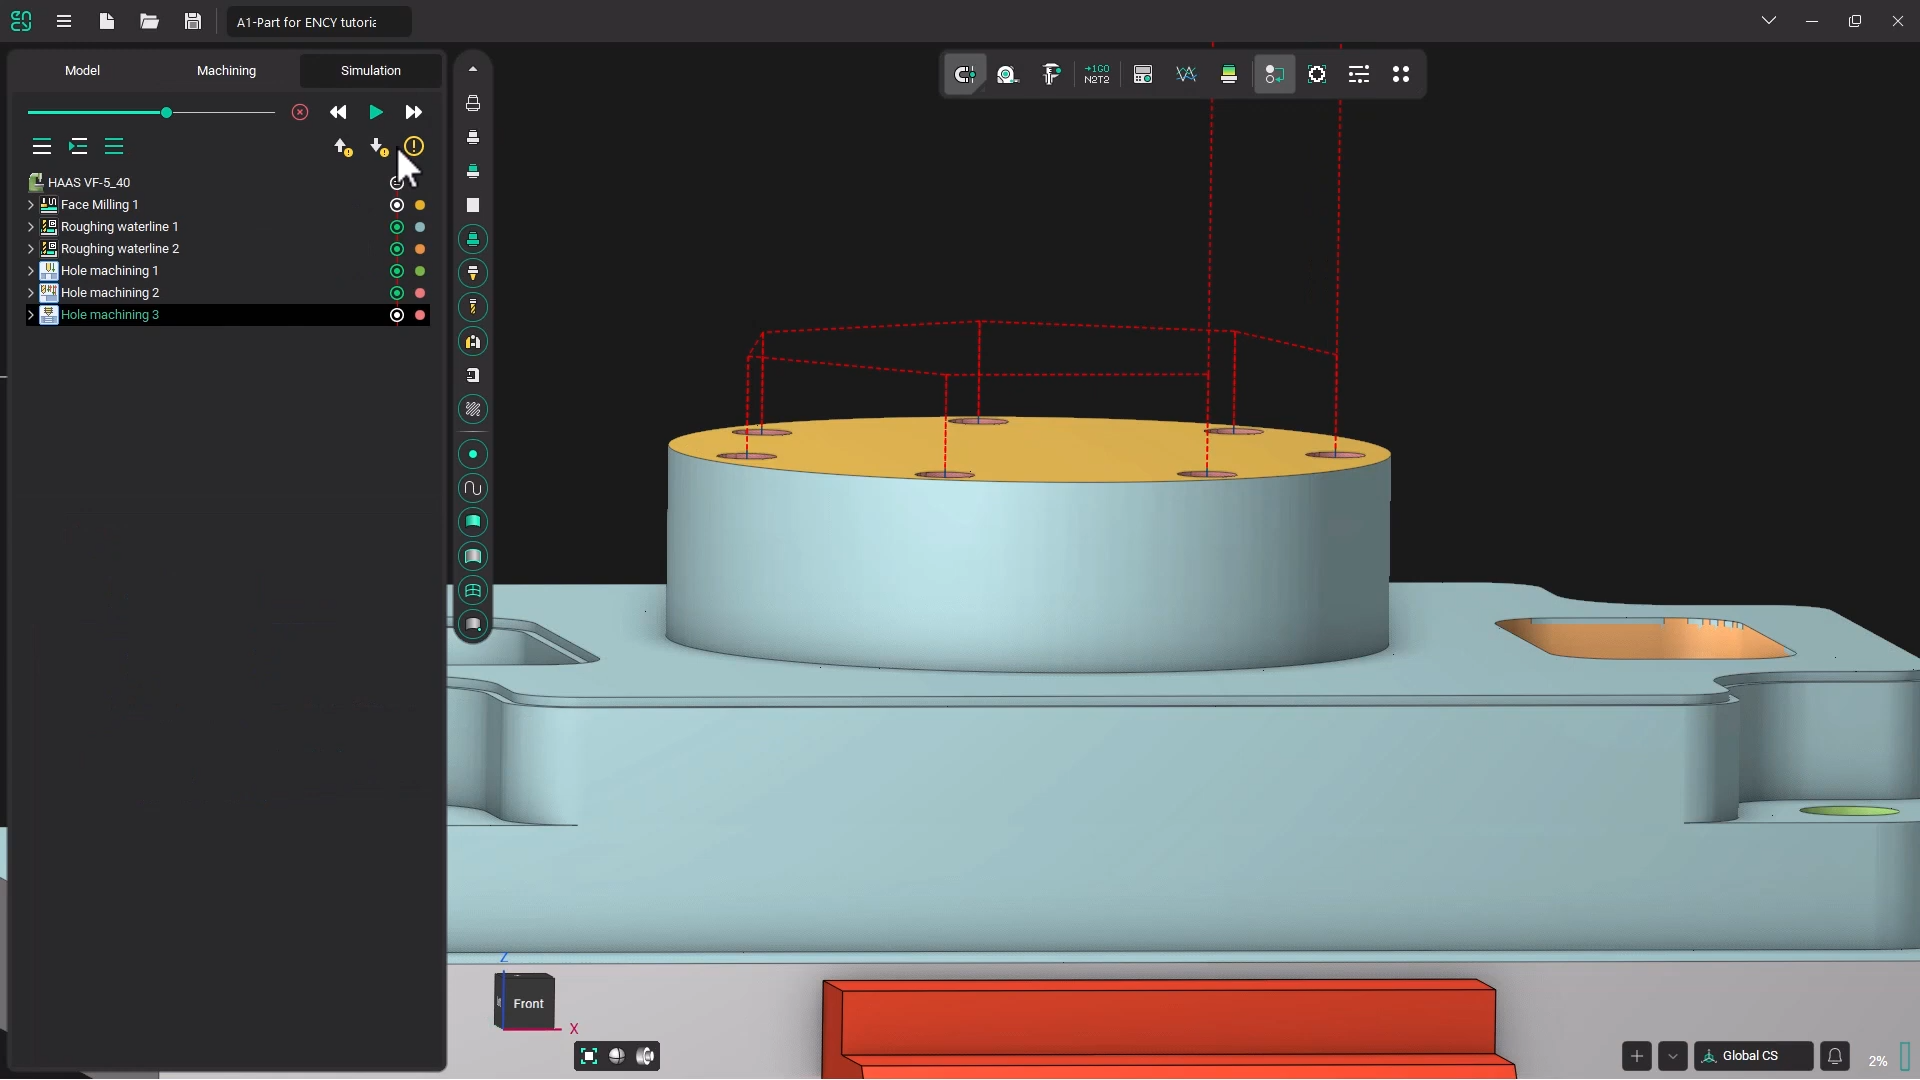 A1-Part for ENCY tutoria
Model
Machining
Simulation
→1G0
N2T2
HAAS VF-5_40
Face Milling 1
Roughing waterline 1
Roughing waterline 2
Hole machining 1
Hole machining 2
Hole machining 3
Z
Front
X
Global CS
2%